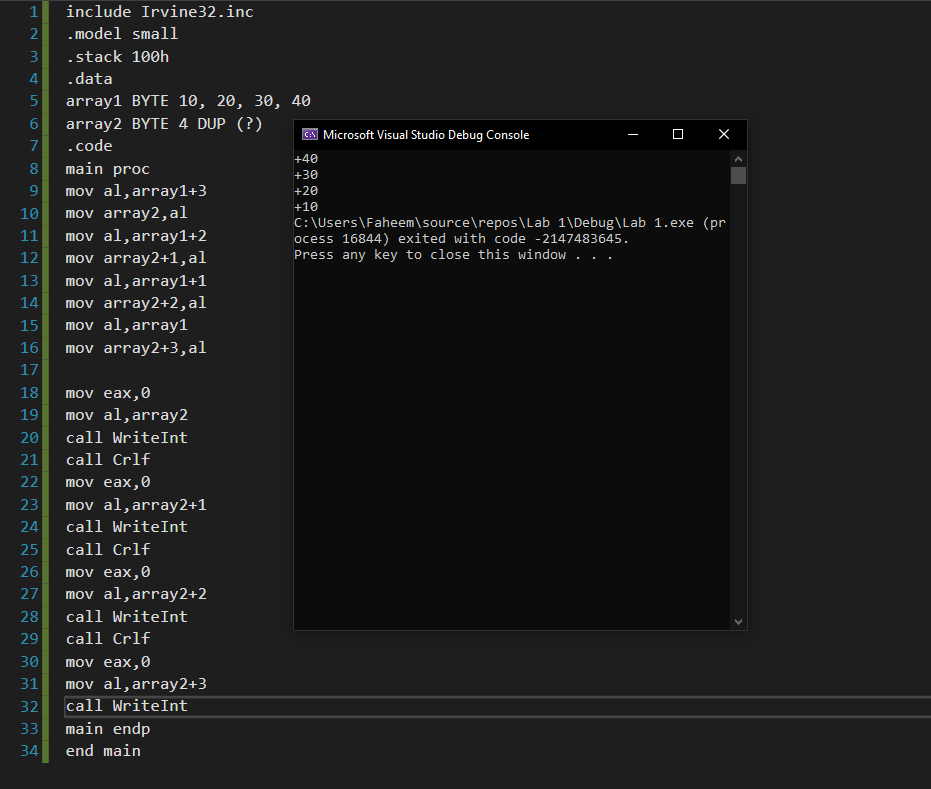 1 include Irvine32.inc
2 .model small
3 .stack 100h
4 .data
5 array1 BYTE 10, 20, 30, 40
6 array2 BYTE 4 DUP (?)
7 .code
8 main proc
9 mov al,array1+3
10 mov array2,al
11 mov al,array1+2
12 mov array2+1,al
13 mov al,array1+1
14 mov array2+2,al
15 mov al,array1
16 mov array2+3,al
17
18 mov eax,0
19 mov al,array2
20 call WriteInt
21 call Crlf
22 mov eax,0
23 mov al,array2+1
24 call WriteInt
25 call Crlf
26 mov eax,0
27 mov al,array2+2
28 call WriteInt
29 call Crlf
30 mov eax,0
31 mov al,array2+3
32 call WriteInt
33 main endp
34 end main
C:\ Microsoft Visual Studio Debug Console
+40
+30
+20
+10
C:\Users\Faheem\source\repos\Lab 1\Debug\Lab 1.exe (pr
ocess 16844) exited with code -2147483645.
Press any key to close this window . . .